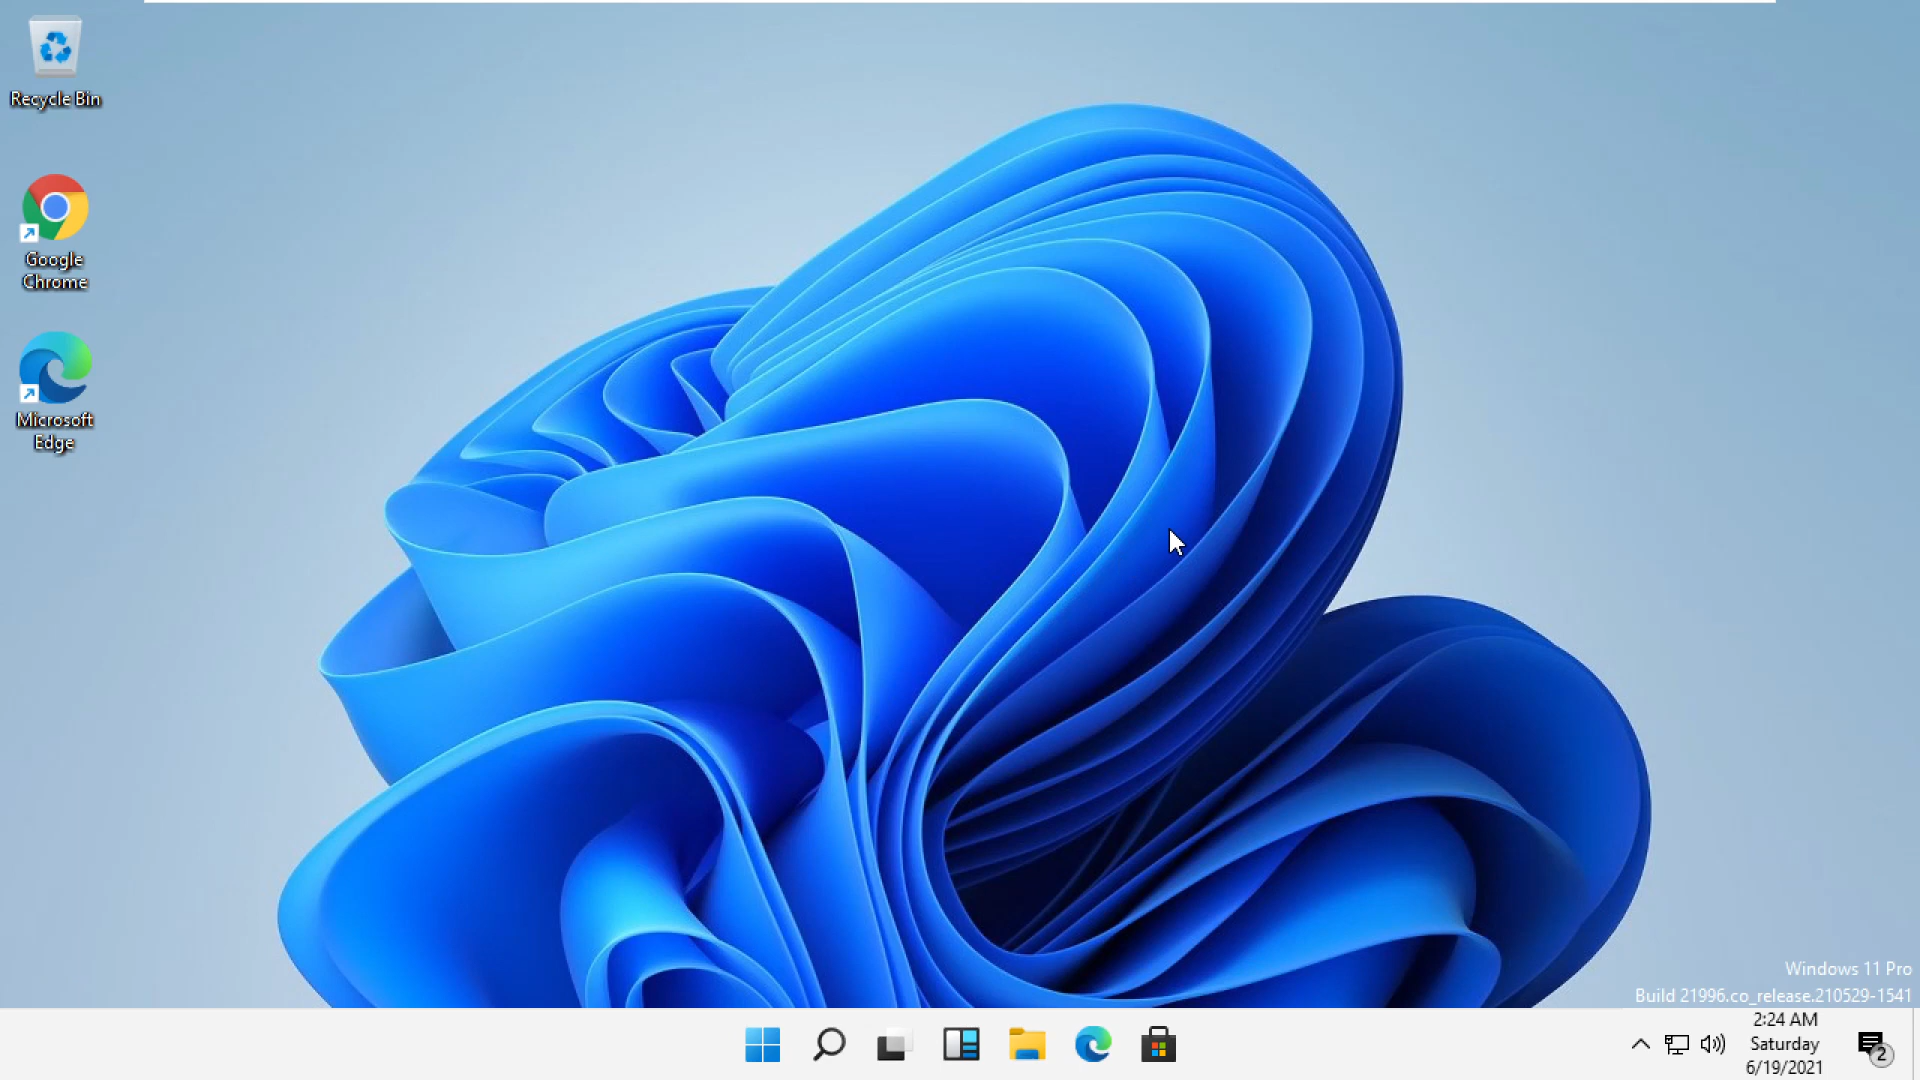 Recycle Bin
Google
Chrome
Microsoft
Edge
Windows 11 Pro
Build 21996.co_release.210529-1541
2:24 AM
Saturday
6/19/2021
2